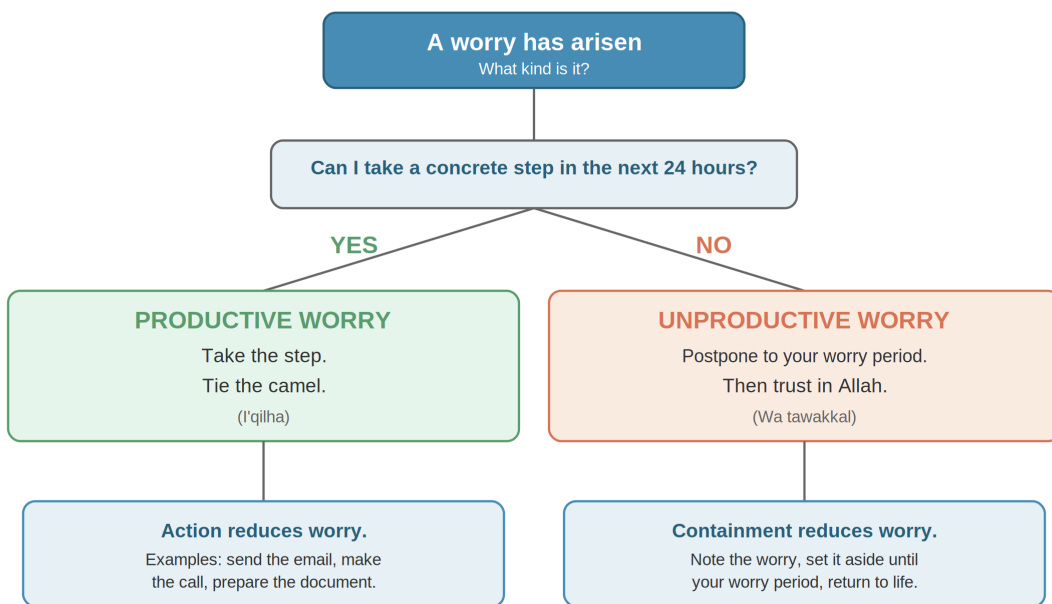 A worry has arisen
What kind is it?
Can I take a concrete step in the next 24 hours?
YES
NO
PRODUCTIVE WORRY
Take the step.
Tie the camel.
(I'qilha)
UNPRODUCTIVE WORRY
Postpone to your worry period.
Then trust in Allah.
(Wa tawakkal)
Action reduces worry.
Examples: send the email, make
the call, prepare the document.
Containment reduces worry.
Note the worry, set it aside until
your worry period, return to life.